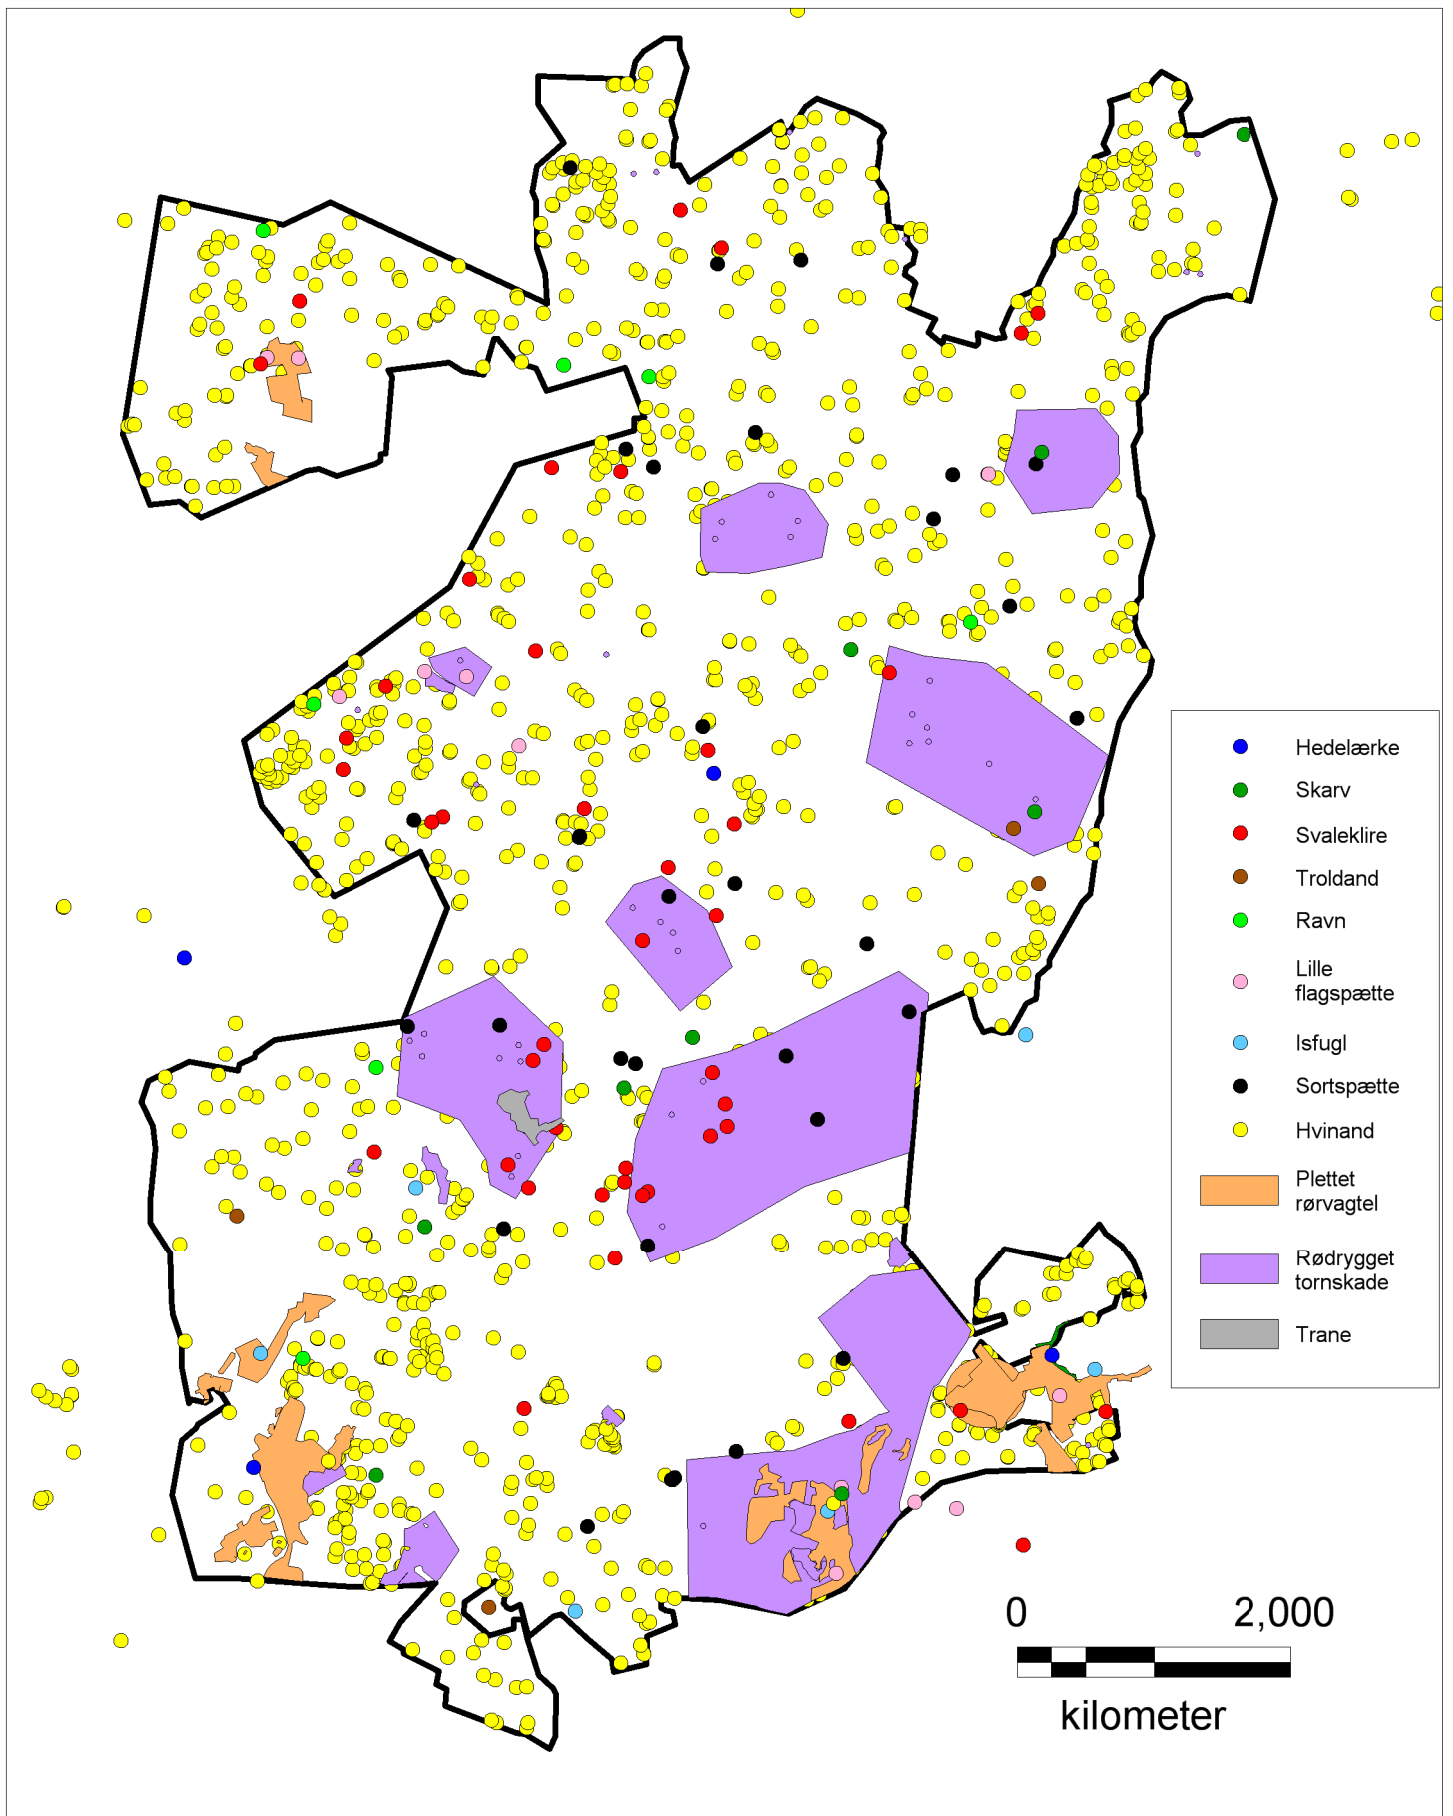 Hedelærke
Skarv
Svaleklire
Troldand
Ravn
Lille
flagspætte
Isfugl
Sortspætte
Hvinand
Plettet
rørvagtel
Rødrygget
tornskade
Trane
0 2,000
kilometer